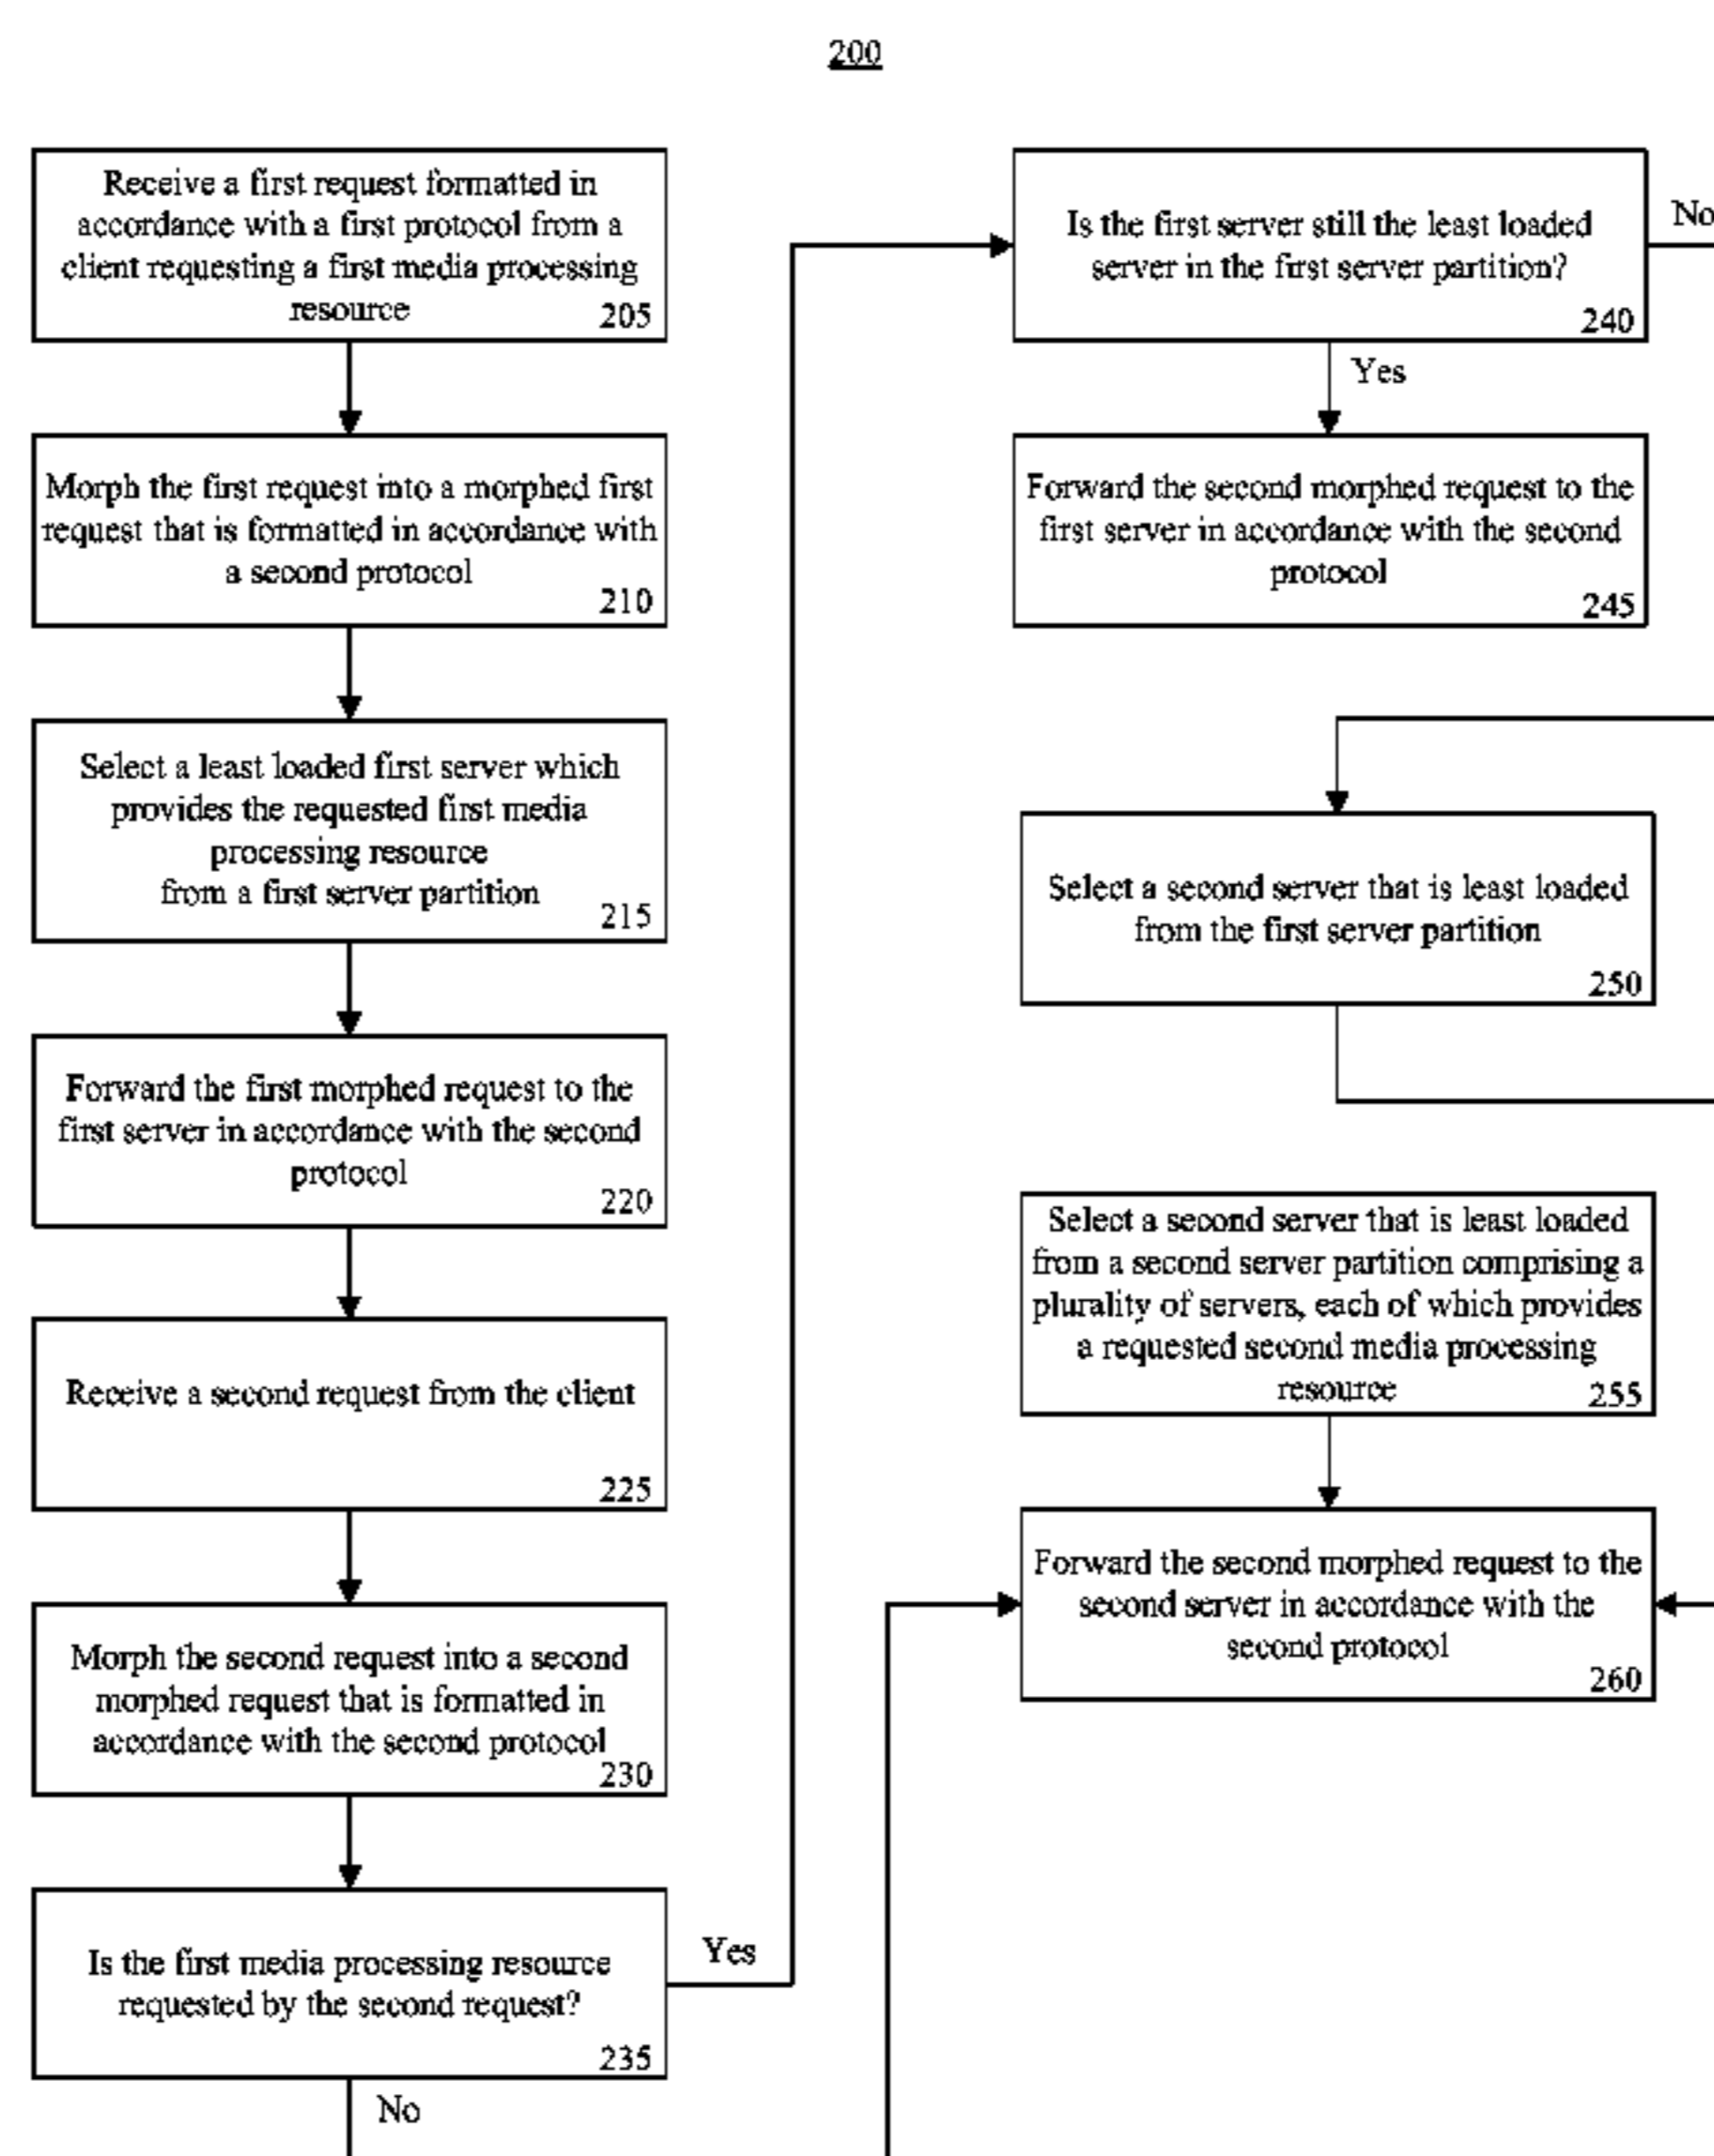 200
Receive a first request formatted in
accordance with a first protocol from a
client requesting a first media processing
resource
205
Morph the first request into a morphed first
request that is formatted in accordance with
a second protocol
210
Select a least loaded first server which
provides the requested first media
processing resource
from a first server partition
215
Forward the first morphed request to the
first server in accordance with the second
protocol
220
Receive a second request from the client
225
Morph the second request into a second
morphed request that is formatted in
accordance with the second protocol
230
Is the first media processing resource
requested by the second request?
235
Yes
No
Is the first server still the least loaded
server in the first server partition?
240
No
Yes
Forward the second morphed request to the
first server in accordance with the second
protocol
245
Select a second server that is least loaded
from the first server partition
250
Select a second server that is least loaded
from a second server partition comprising a
plurality of servers, each of which provides
a requested second media processing
resource
255
Forward the second morphed request to the
second server in accordance with the
second protocol
260